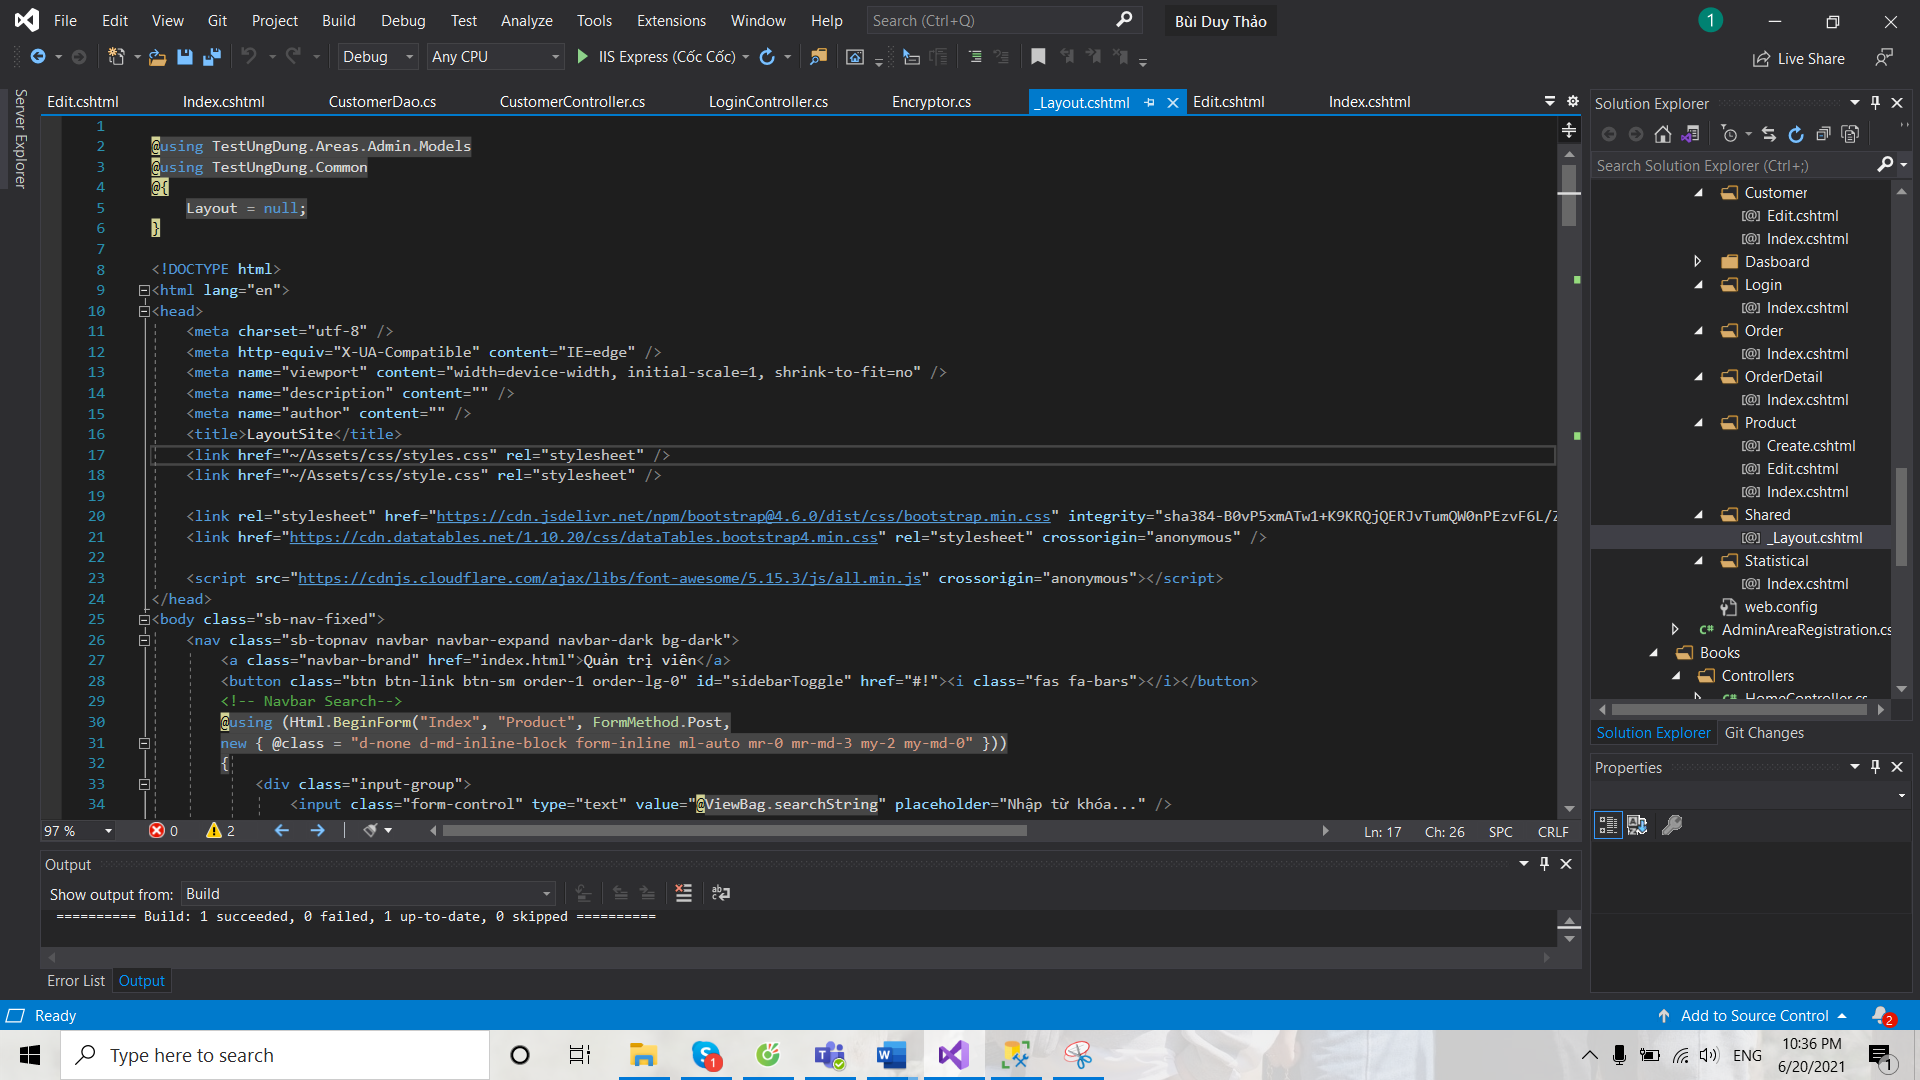 File Edit View Git Project Build Debug Test Analyze Tools Extensions Window Help Search (Ctrl+Q) Bùi Duy Thảo 1
Debug Any CPU IIS Express (Cốc Cốc) Live Share
Server Explorer
Edit.cshtml Index.cshtml CustomerDao.cs CustomerController.cs LoginController.cs Encryptor.cs _Layout.cshtml Edit.cshtml Index.cshtml
1
2 @using TestUngDung.Areas.Admin.Models
3 @using TestUngDung.Common
4 @{
5 Layout = null;
6 }
7
8 <!DOCTYPE html>
9 <html lang="en">
10 <head>
11 <meta charset="utf-8" />
12 <meta http-equiv="X-UA-Compatible" content="IE=edge" />
13 <meta name="viewport" content="width=device-width, initial-scale=1, shrink-to-fit=no" />
14 <meta name="description" content="" />
15 <meta name="author" content="" />
16 <title>LayoutSite</title>
17 <link href="~/Assets/css/styles.css" rel="stylesheet" />
18 <link href="~/Assets/css/style.css" rel="stylesheet" />
19
20 <link rel="stylesheet" href="https://cdn.jsdelivr.net/npm/bootstrap@4.6.0/dist/css/bootstrap.min.css" integrity="sha384-B0vP5xmATw1+K9KRQjQERJvTumQW0nPEzvF6L/Z
21 <link href="https://cdn.datatables.net/1.10.20/css/dataTables.bootstrap4.min.css" rel="stylesheet" crossorigin="anonymous" />
22
23 <script src="https://cdnjs.cloudflare.com/ajax/libs/font-awesome/5.15.3/js/all.min.js" crossorigin="anonymous"></script>
24 </head>
25 <body class="sb-nav-fixed">
26 <nav class="sb-topnav navbar navbar-expand navbar-dark bg-dark">
27 <a class="navbar-brand" href="index.html">Quản trị viên</a>
28 <button class="btn btn-link btn-sm order-1 order-lg-0" id="sidebarToggle" href="#!"><i class="fas fa-bars"></i></button>
29 <!-- Navbar Search-->
30 @using (Html.BeginForm("Index", "Product", FormMethod.Post,
31 new { @class = "d-none d-md-inline-block form-inline ml-auto mr-0 mr-md-3 my-2 my-md-0" }))
32 {
33 <div class="input-group">
34 <input class="form-control" type="text" value="@ViewBag.searchString" placeholder="Nhập từ khóa..." />
97 % 0 2 Ln: 17 Ch: 26 SPC CRLF
Output
Show output from: Build
========== Build: 1 succeeded, 0 failed, 1 up-to-date, 0 skipped ==========
Error List Output
Solution Explorer
Search Solution Explorer (Ctrl+;)
Customer
Edit.cshtml
Index.cshtml
Dasboard
Login
Index.cshtml
Order
Index.cshtml
OrderDetail
Index.cshtml
Product
Create.cshtml
Edit.cshtml
Index.cshtml
Shared
_Layout.cshtml
Statistical
Index.cshtml
web.config
AdminAreaRegistration.cs
Books
Controllers
HomeController.cs
Solution Explorer Git Changes
Properties
Ready Add to Source Control 2
Type here to search 1 ENG 10:36 PM 6/20/2021 1